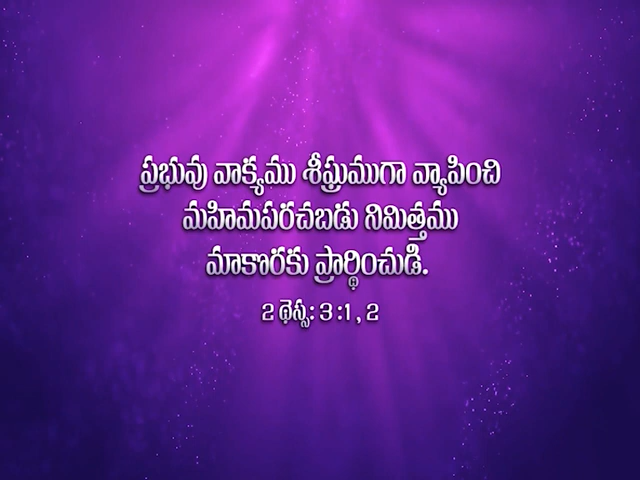 ప్రభువు వాక్యము శీఘ్రముగా వ్యాపించి
మహిమపరచబడు నిమిత్తము
మాకొరకు ప్రార్థించుడి.
2 థెస్స: 3 :1 , 2